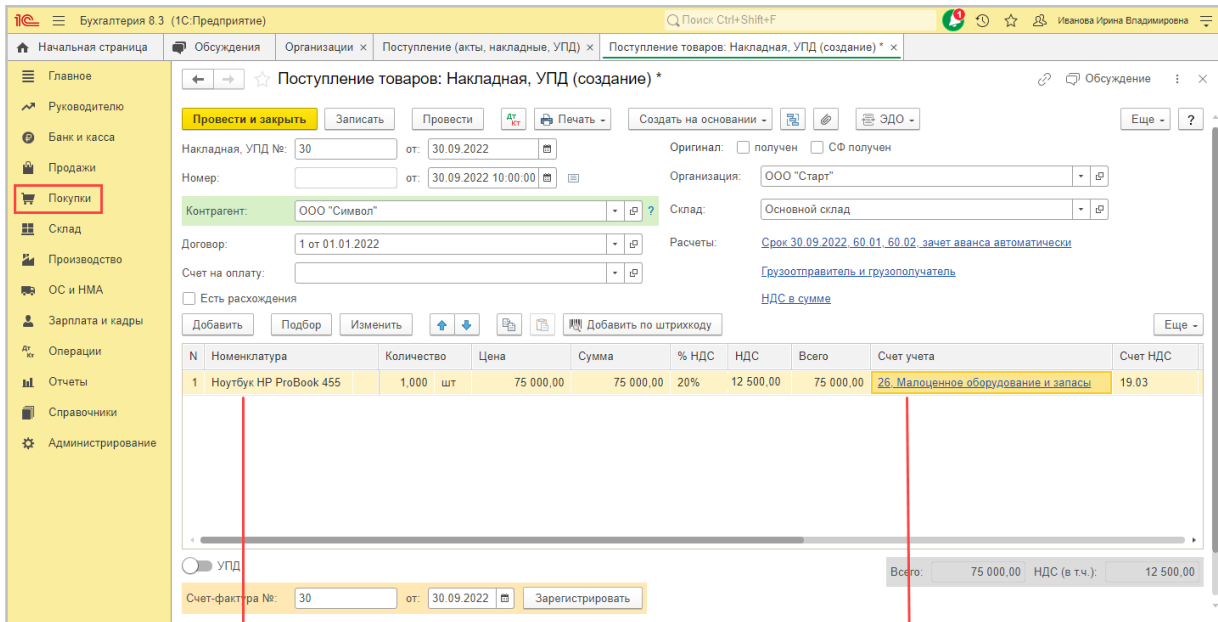 1С Бухгалтерия 8.3 (1С:Предприятие) Поиск Ctrl+Shift+F 1 Иванова Ирина Владимировна
Начальная страница Обсуждения Организации × Поступление (акты, накладные, УПД) × Поступление товаров: Накладная, УПД (создание) * ×
Главное
Руководителю
Банк и касса
Продажи
Покупки
Склад
Производство
ОС и НМА
Зарплата и кадры
Операции
Отчеты
Справочники
Администрирование
Поступление товаров: Накладная, УПД (создание) * Обсуждение
Провести и закрыть Записать Провести Дт Кт Печать Создать на основании ЭДО Еще ?
Накладная, УПД №: 30 от: 30.09.2022 Оригинал: получен СФ получен
Номер: от: 30.09.2022 10:00:00 Организация: ООО "Старт"
Контрагент: ООО "Символ" ? Склад: Основной склад
Договор: 1 от 01.01.2022 Расчеты: Срок 30.09.2022, 60.01, 60.02, зачет аванса автоматически
Счет на оплату: Грузоотправитель и грузополучатель
Есть расхождения НДС в сумме
Добавить Подбор Изменить Добавить по штрихкоду Еще
N Номенклатура Количество Цена Сумма % НДС НДС Всего Счет учета Счет НДС
1 Ноутбук HP ProBook 455 1,000 шт 75 000,00 75 000,00 20% 12 500,00 75 000,00 26, Малоценное оборудование и запасы 19.03
УПД
Всего: 75 000,00 НДС (в т.ч.): 12 500,00
Счет-фактура №: 30 от: 30.09.2022 Зарегистрировать